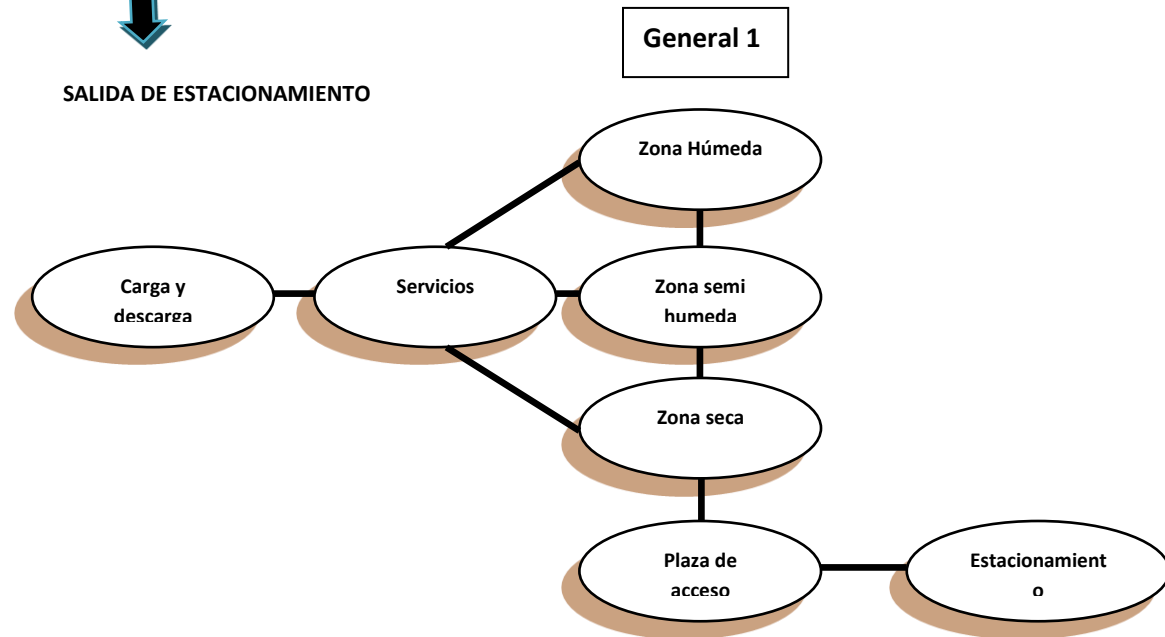 General 1
SALIDA DE ESTACIONAMIENTO
Zona Húmeda
Carga y
descarga
Servicios
Zona semi
humeda
Zona seca
Plaza de
acceso
Estacionamient
o